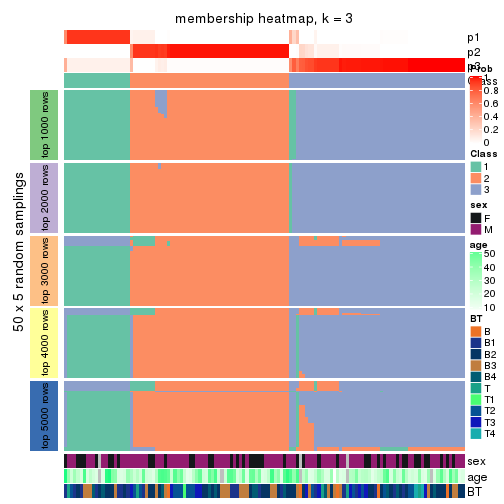 membership heatmap, k = 3
p1
p2
p3
Prob
1
0.8
0.6
0.4
0.2
0
Class
Class
1
2
3
sex
F
M
age
50
40
30
20
10
BT
B
B1
B2
B3
B4
T
T1
T2
T3
T4
50 x 5 random samplings
top 1000 rows
top 2000 rows
top 3000 rows
top 4000 rows
top 5000 rows
sex
age
BT